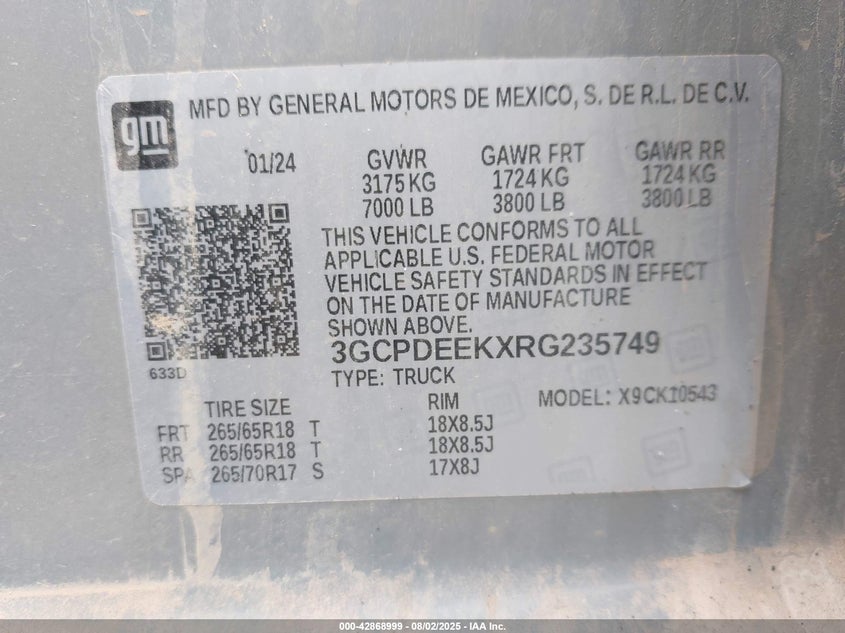 gm
MFD BY GENERAL MOTORS DE MEXICO, S. DE R.L. DE C.V.
01/24 GVWR GAWR FRT GAWR RR
3175 KG 1724 KG 1724 KG
7000 LB 3800 LB 3800 LB
THIS VEHICLE CONFORMS TO ALL
APPLICABLE U.S. FEDERAL MOTOR
VEHICLE SAFETY STANDARDS IN EFFECT
ON THE DATE OF MANUFACTURE
SHOWN ABOVE.
3GCPDEEKXRG235749
633D
TYPE: TRUCK
MODEL: X9CK10543
TIRE SIZE RIM
FRT 265/65R18 T 18X8.5J
RR 265/65R18 T 18X8.5J
SPA 265/70R17 S 17X8J
000-42868999 — 08/02/2025 — IAA Inc.